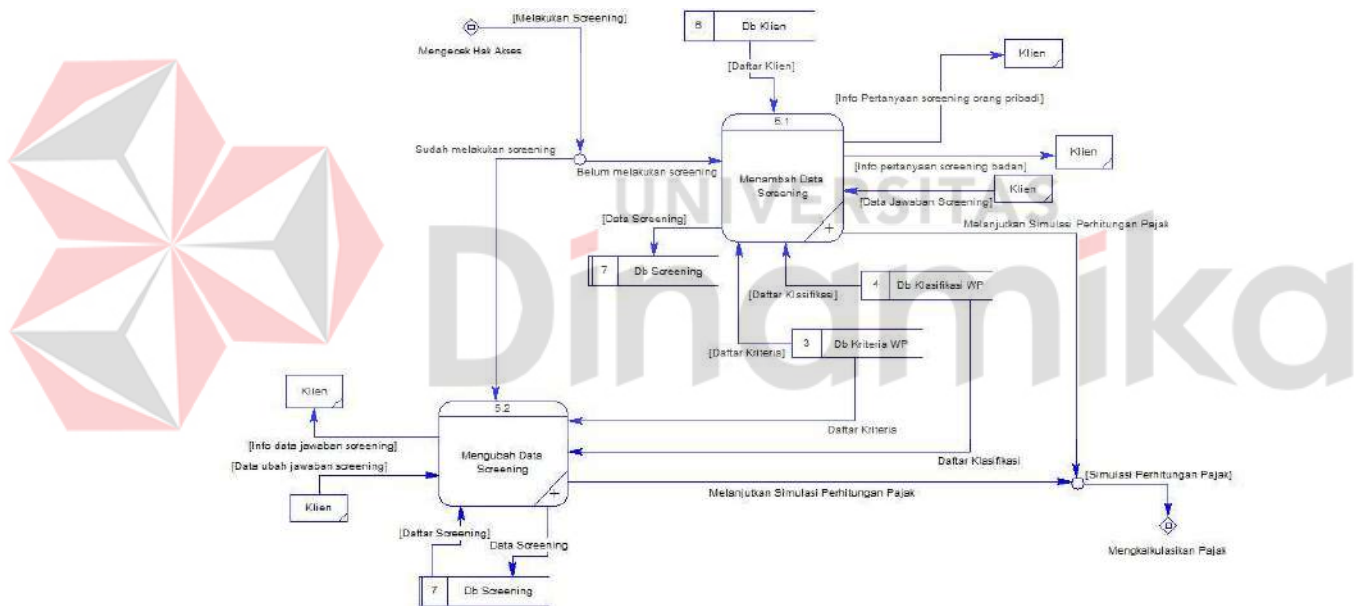 [Melakukan Screening]
Mengecek Hak Akses
6
Db Klien
[Daftar Klien]
Klien
[Info Pertanyaan screening orang pribadi]
5.1
Menambah Data
Screening
Sudah melakukan screening
Belum melakukan screening
[Info pertanyaan screening badan]
Klien
Klien
[Data Jawaban Screening]
UNIVERSITAS
Dinamika
[Data Screening]
Melanjutkan Simulasi Perhitungan Pajak
7
Db Screening
[Daftar Klasifikasi]
4
Db Klasifikasi WP
[Daftar Kriteria]
3
Db Kriteria WP
Klien
5.2
Mengubah Data
Screening
[Info data jawaban screening]
[Data ubah jawaban screening]
Klien
Daftar Kriteria
Daftar Klasifikasi
Melanjutkan Simulasi Perhitungan Pajak
[Simulasi Perhitungan Pajak]
Mengkalkulasikan Pajak
[Daftar Screening]
Data Screening
7
Db Screening